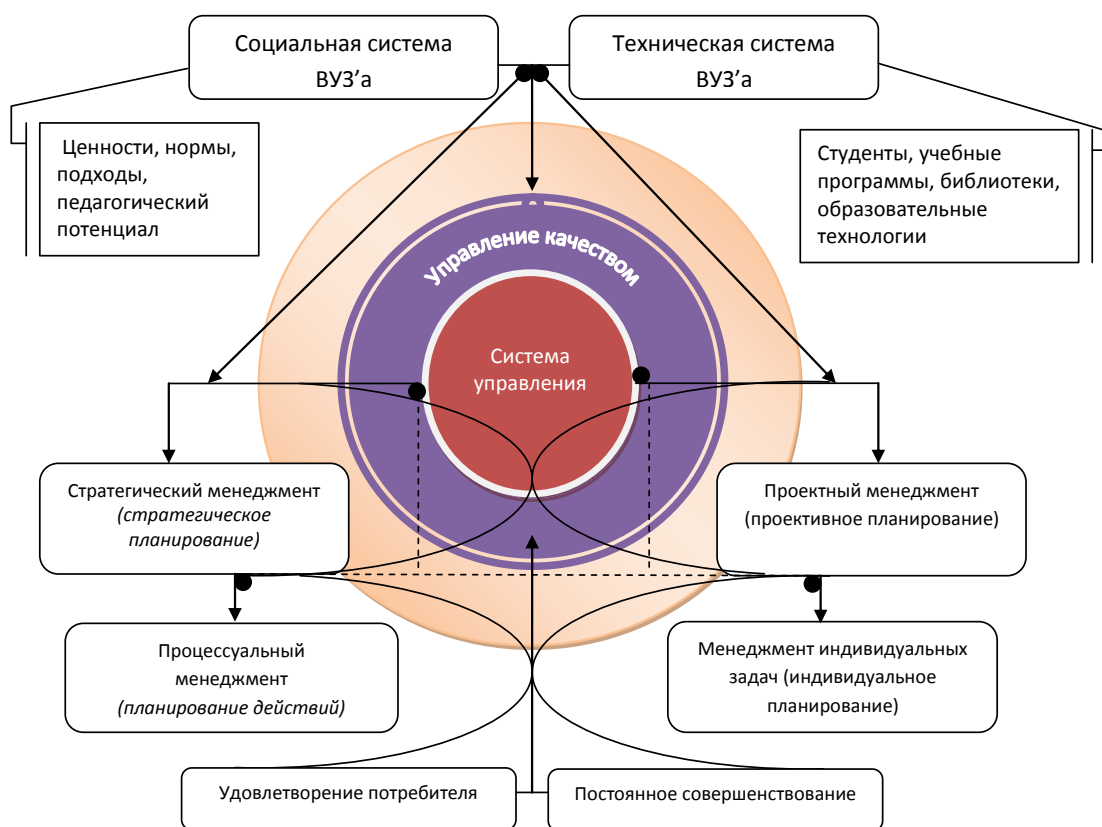 Социальная система
ВУЗ’а
Техническая система
ВУЗ’а
Ценности, нормы,
подходы,
педагогический
потенциал
Студенты, учебные
программы, библиотеки,
образовательные
технологии
Управление качеством
Система
управления
Стратегический менеджмент
(стратегическое
планирование)
Проектный менеджмент
(проективное планирование)
Процессуальный
менеджмент
(планирование действий)
Менеджмент индивидуальных
задач (индивидуальное
планирование)
Удовлетворение потребителя
Постоянное совершенствование